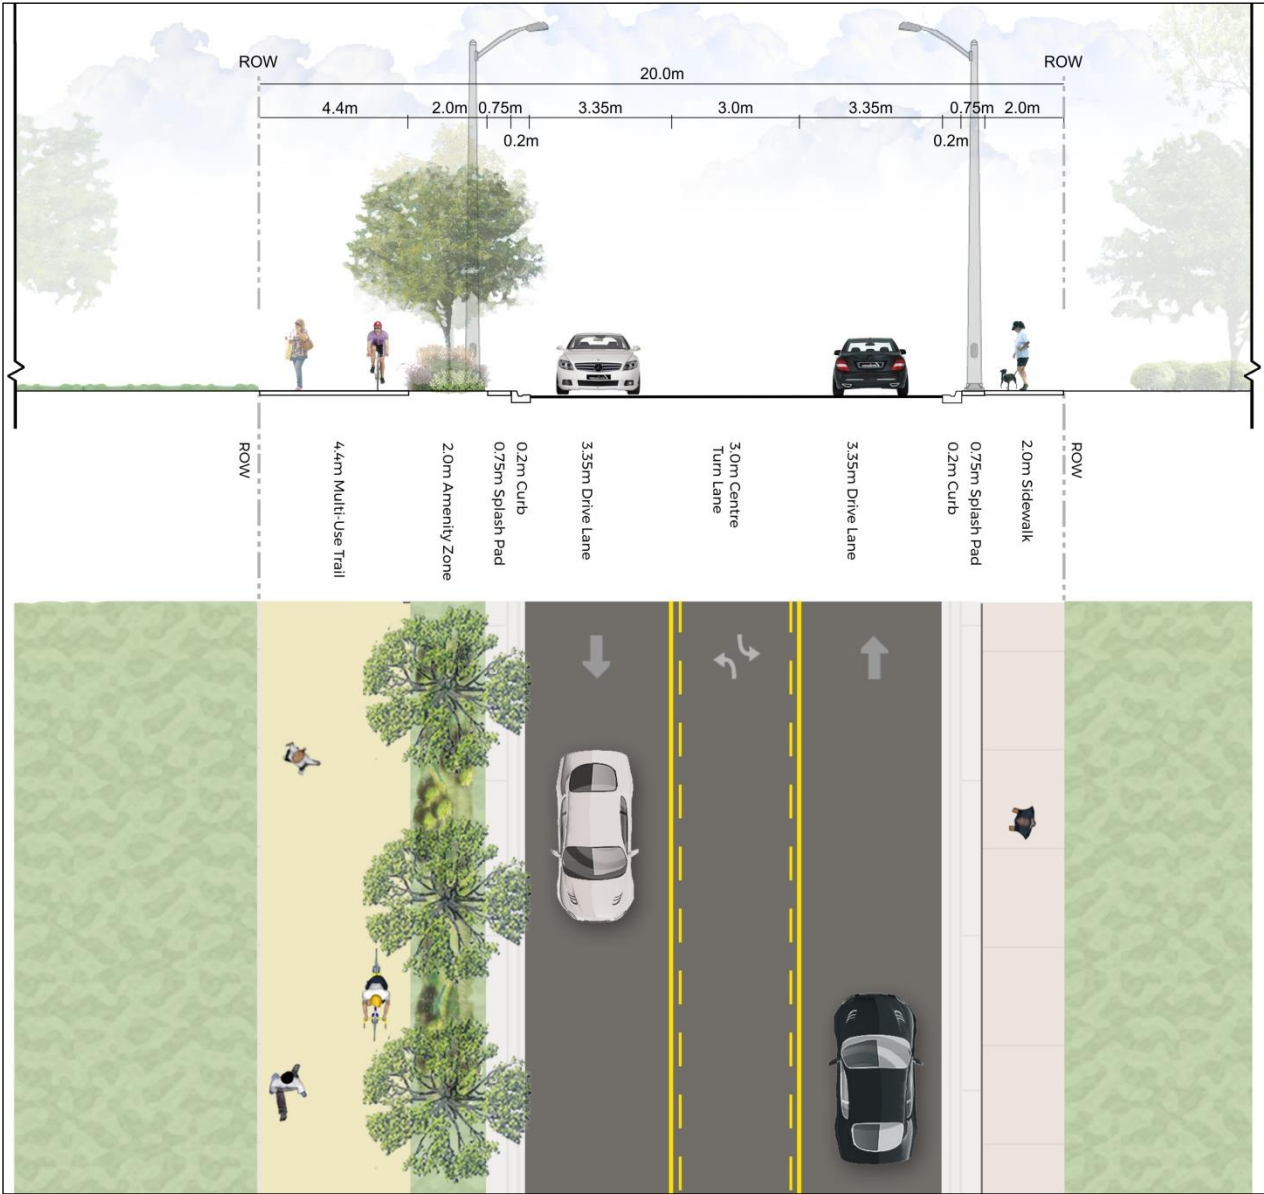 ROW
ROW
20.0m
4.4m
2.0m
0.75m
3.35m
3.0m
3.35m
0.75m
2.0m
0.2m
0.2m
ROW
4.4m Multi-Use Trail
2.0m Amenity Zone
0.75m Splash Pad
0.2m Curb
3.35m Drive Lane
3.0m Centre
Turn Lane
3.35m Drive Lane
0.2m Curb
0.75m Splash Pad
2.0m Sidewalk
ROW